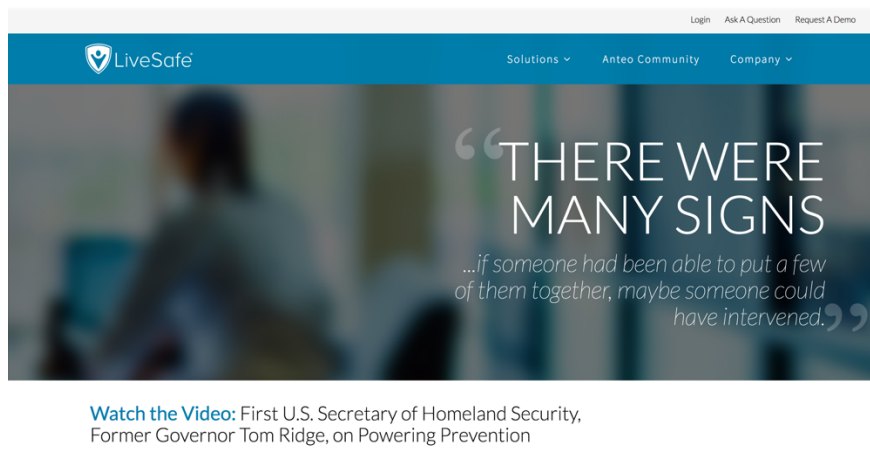 Login Ask A Question Request A Demo
LiveSafe®
Solutions Anteo Community Company
“THERE WERE
MANY SIGNS
...if someone had been able to put a few
of them together, maybe someone could
have intervened.”
Watch the Video: First U.S. Secretary of Homeland Security,
Former Governor Tom Ridge, on Powering Prevention